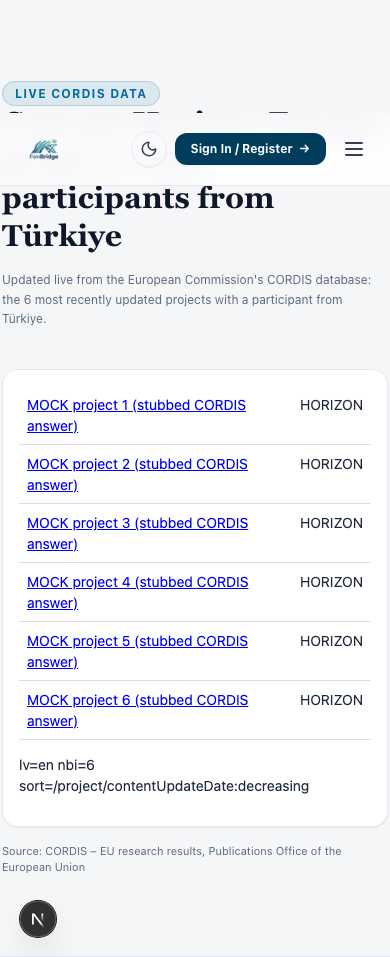 LIVE CORDIS DATA
FonBridge
Sign In / Register →
participants from
Türkiye
Updated live from the European Commission's CORDIS database:
the 6 most recently updated projects with a participant from
Türkiye.
MOCK project 1 (stubbed CORDIS
answer)
HORIZON
MOCK project 2 (stubbed CORDIS
answer)
HORIZON
MOCK project 3 (stubbed CORDIS
answer)
HORIZON
MOCK project 4 (stubbed CORDIS
answer)
HORIZON
MOCK project 5 (stubbed CORDIS
answer)
HORIZON
MOCK project 6 (stubbed CORDIS
answer)
HORIZON
lv=en nbi=6
sort=/project/contentUpdateDate:decreasing
Source: CORDIS – EU research results, Publications Office of the
European Union
N